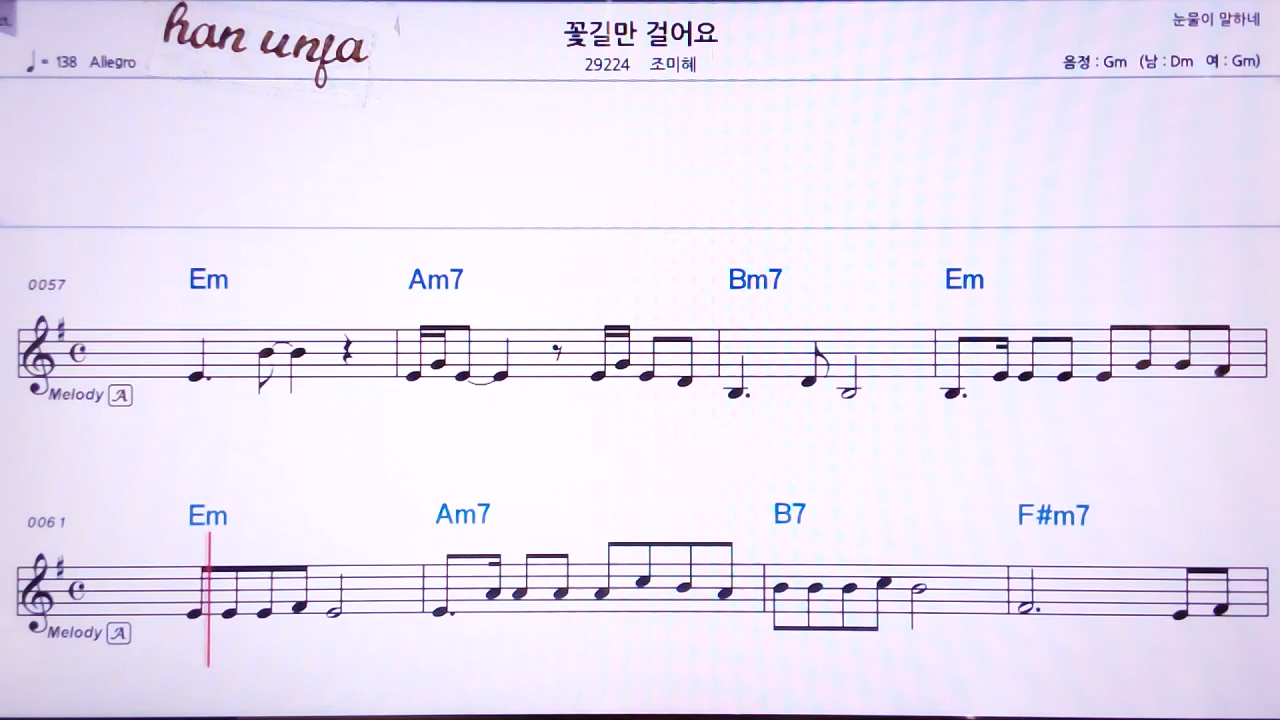 han unja
꽃길만 걸어요
눈물이 말하네
= 138 Allegro
29224 조미혜
음정 : Gm (남 : Dm 여 : Gm)
0057 Em Am7 Bm7 Em
Melody A
0061 Em Am7 B7 F#m7
Melody A